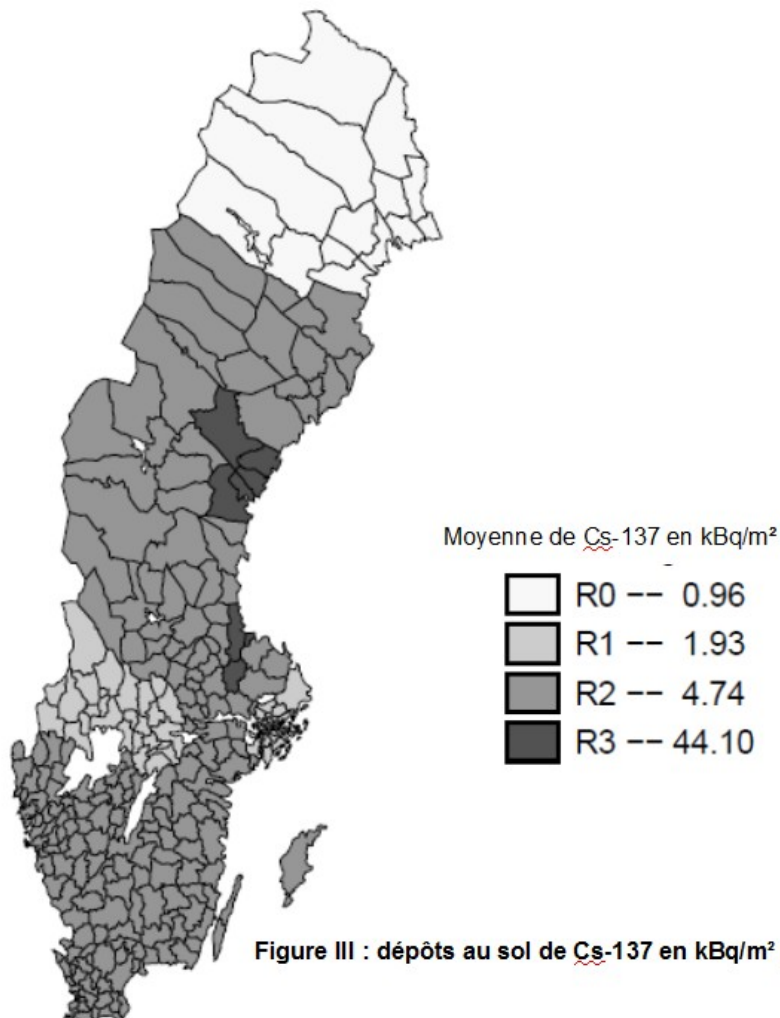 Moyenne de Cs-137 en kBq/m²
R0 -- 0.96
R1 -- 1.93
R2 -- 4.74
R3 -- 44.10
Figure III : dépôts au sol de Cs-137 en kBq/m²